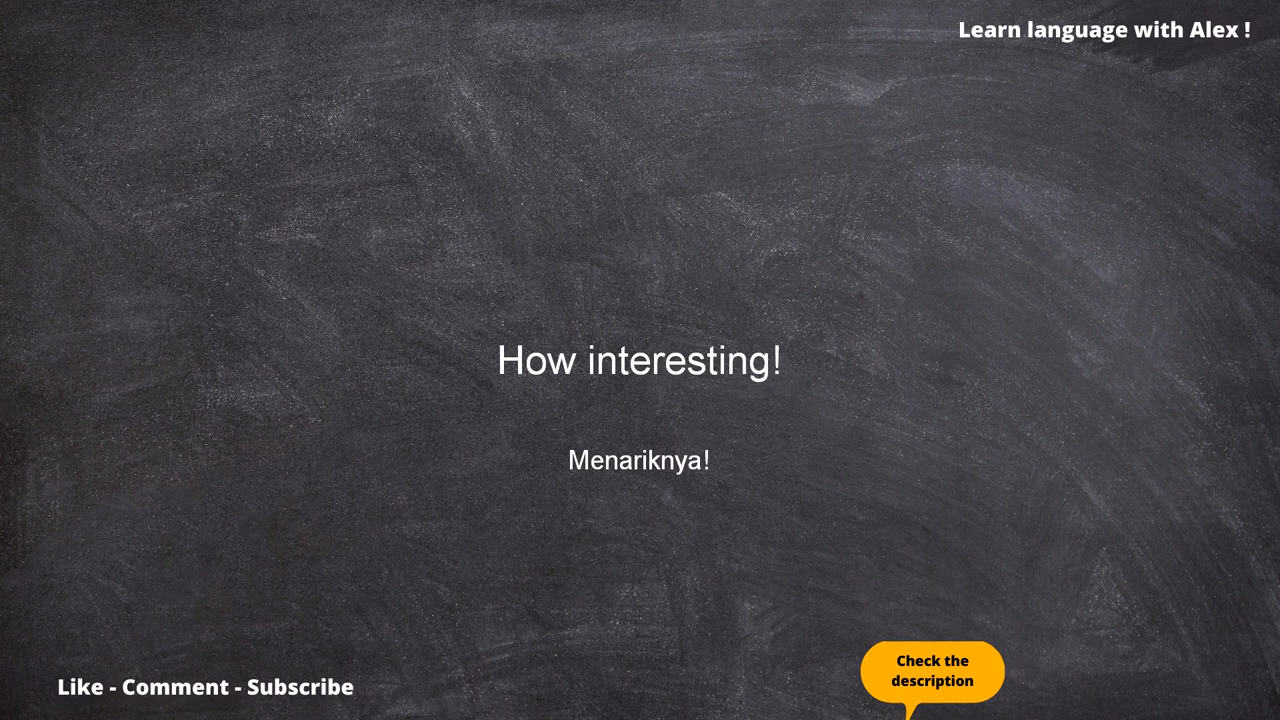 Learn language with Alex !
How interesting!
Menariknya!
Check the
description
Like - Comment - Subscribe